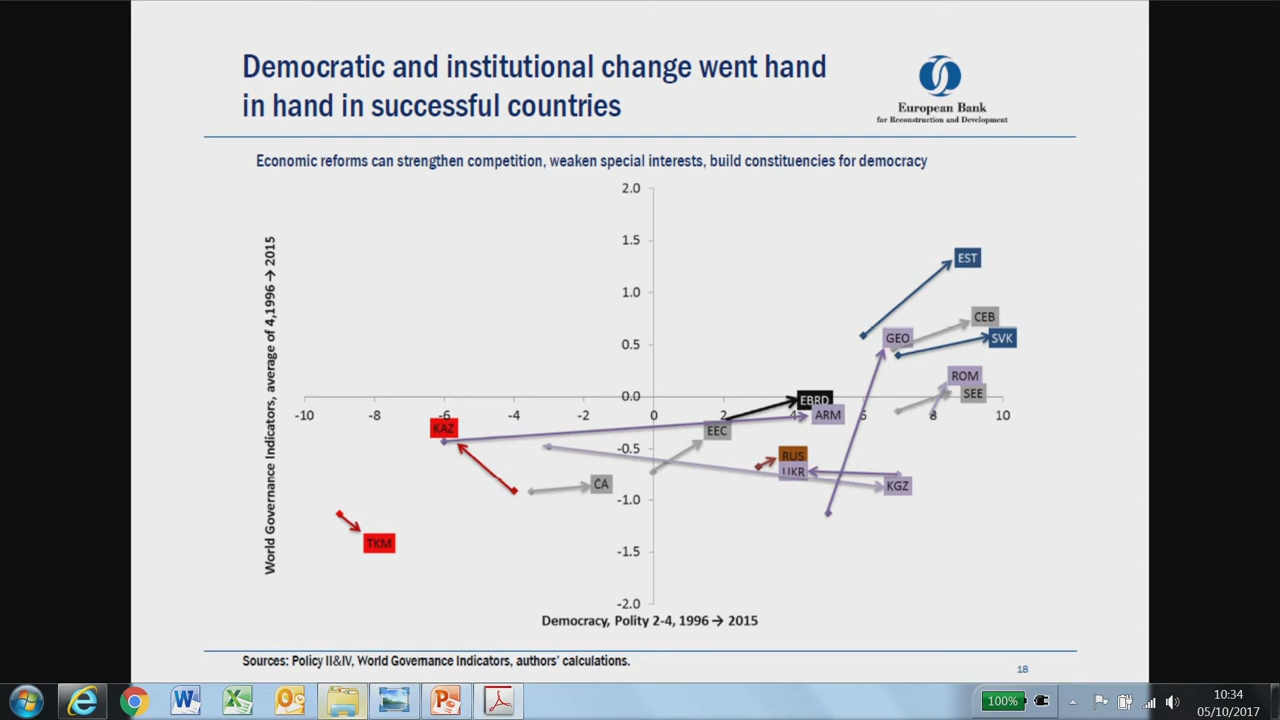 Democratic and institutional change went hand
in hand in successful countries
European Bank
for Reconstruction and Development
Economic reforms can strengthen competition, weaken special interests, build constituencies for democracy
World Governance Indicators, average of 4,1996 → 2015
2.0
1.5
1.0
0.5
0.0
-0.5
-1.0
-1.5
-2.0
-10
-8
-6
-4
-2
0
2
4
6
8
10
EST
CEB
GEO
SVK
ROM
SEE
EBRD
ARM
KAZ
EEC
RUS
UKR
CA
KGZ
TKM
Democracy, Polity 2-4, 1996 → 2015
Sources: Policy II&IV, World Governance Indicators, authors' calculations.
18
100%
10:34
05/10/2017